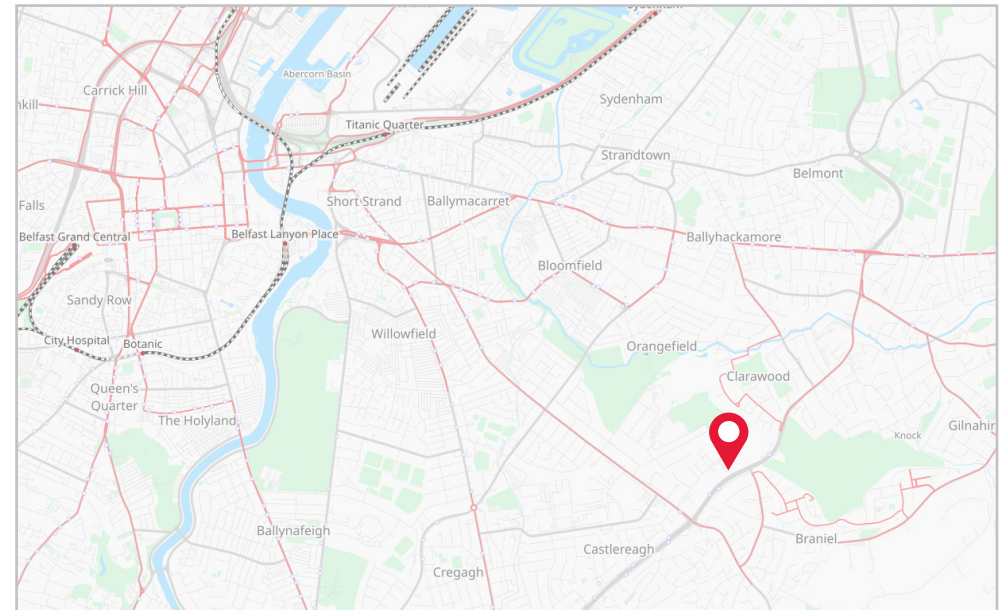 Sydenham
Abercorn Basin
Carrick Hill
nkill
Sydenham
Titanic Quarter
Strandtown
Belmont
Falls
Short Strand
Ballymacarret
Belfast Grand Central
Belfast Lanyon Place
Ballyhackamore
Bloomfield
Sandy Row
Willowfield
City Hospital
Botanic
Orangefield
Clarawood
Queen's
Quarter
The Holyland
Gilnahir
Knock
Ballynafeigh
Braniel
Castlereagh
Cregagh